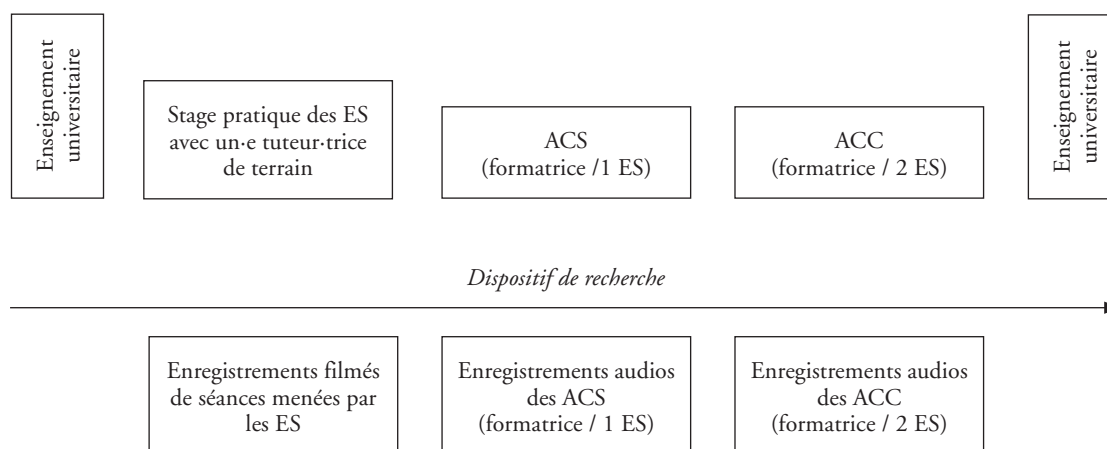 Enseignement
universitaire
Stage pratique des ES
avec un·e tuteur·trice
de terrain
ACS
(formatrice /1 ES)
ACC
(formatrice / 2 ES)
Enseignement
universitaire
Dispositif de recherche
Enregistrements filmés
de séances menées par
les ES
Enregistrements audios
des ACS
(formatrice / 1 ES)
Enregistrements audios
des ACC
(formatrice / 2 ES)